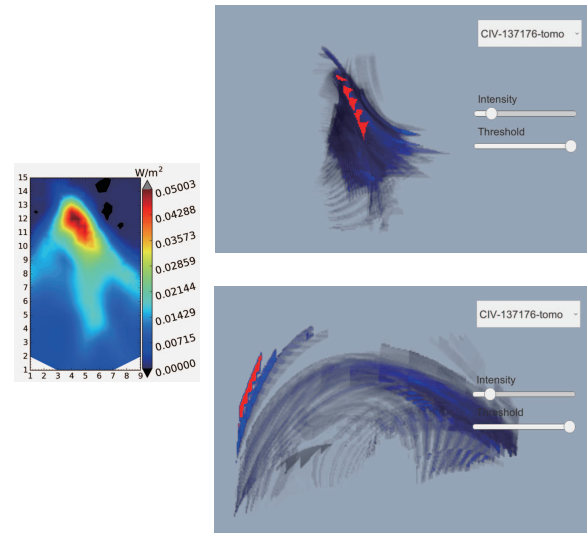 W/m²
15
14
13
12
11
10
9
8
7
6
5
4
3
2
1
1 2 3 4 5 6 7 8 9
0.05003
0.04288
0.03573
0.02859
0.02144
0.01429
0.00715
0.00000
CIV-137176-tomo
Intensity
Threshold
CIV-137176-tomo
Intensity
Threshold